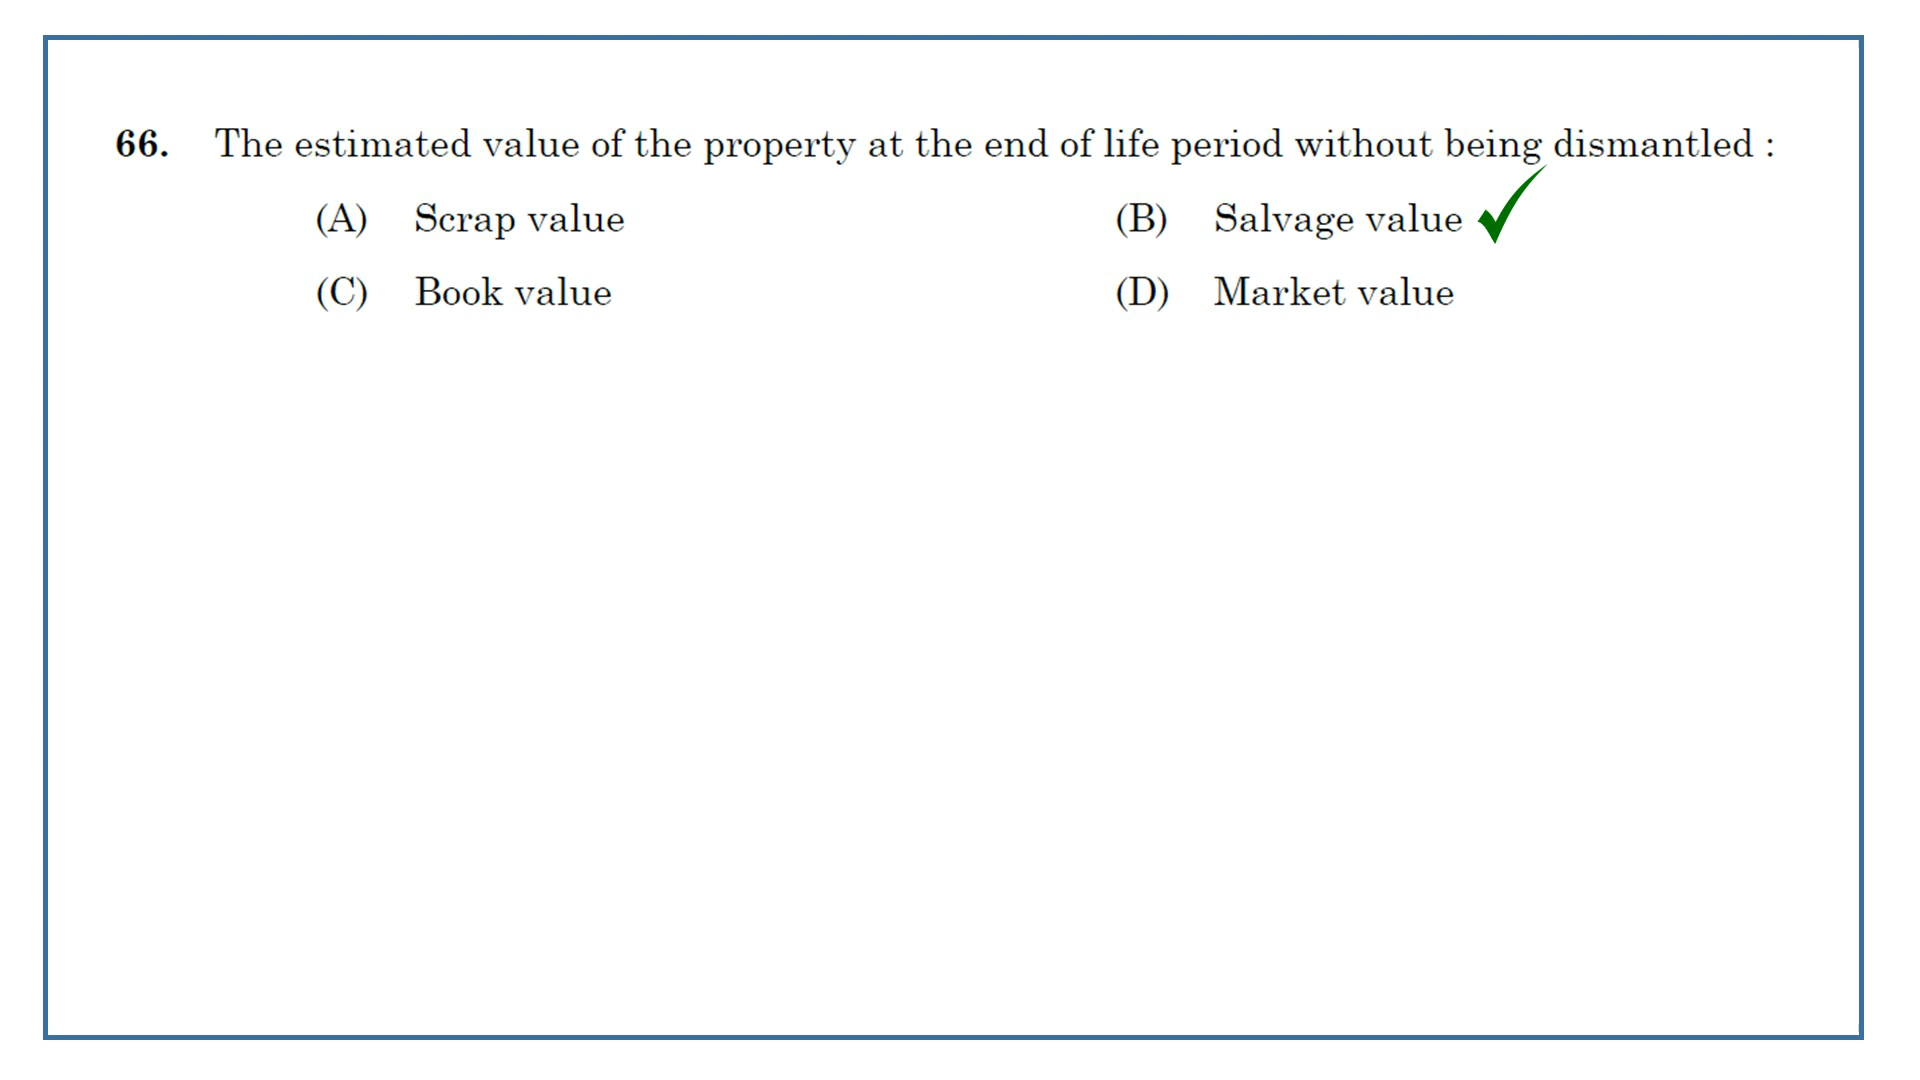 66. The estimated value of the property at the end of life period without being dismantled :
(A) Scrap value (B) Salvage value
(C) Book value (D) Market value